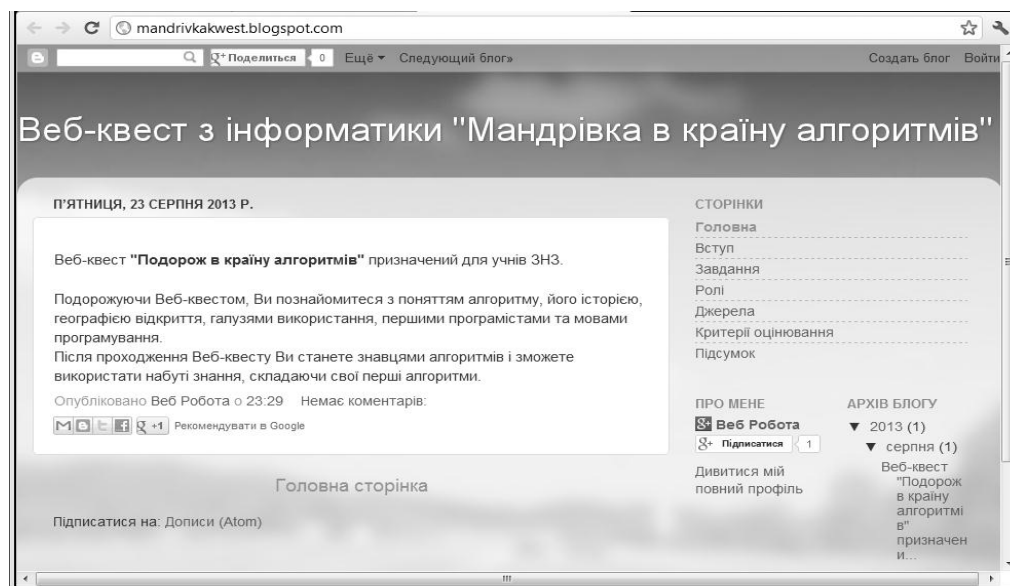 mandrivkakwest.blogspot.com
g+ Поделиться 0 Ещё Следующий блог» Создать блог Войти
Веб-квест з інформатики "Мандрівка в країну алгоритмів"
П'ЯТНИЦЯ, 23 СЕРПНЯ 2013 Р.
Веб-квест "Подорож в країну алгоритмів" призначений для учнів ЗНЗ.
Подорожуючи Веб-квестом, Ви познайомитеся з поняттям алгоритму, його історією,
географією відкриття, галузями використання, першими програмістами та мовами
програмування.
Після проходження Веб-квесту Ви станете знавцями алгоритмів і зможете
використати набуті знання, складаючи свої перші алгоритми.
Опубліковано Веб Робота о 23:29 Немає коментарів:
g +1 Рекомендувати в Google
Головна сторінка
Підписатися на: Дописи (Atom)
СТОРІНКИ
Головна
Вступ
Завдання
Ролі
Джерела
Критерії оцінювання
Підсумок
ПРО МЕНЕ
g+ Веб Робота
g+ Підписатися 1
Дивитися мій
повний профіль
АРХІВ БЛОГУ
▼ 2013 (1)
▼ серпня (1)
Веб-квест
"Подорож
в країну
алгоритмі
в"
призначен
и...